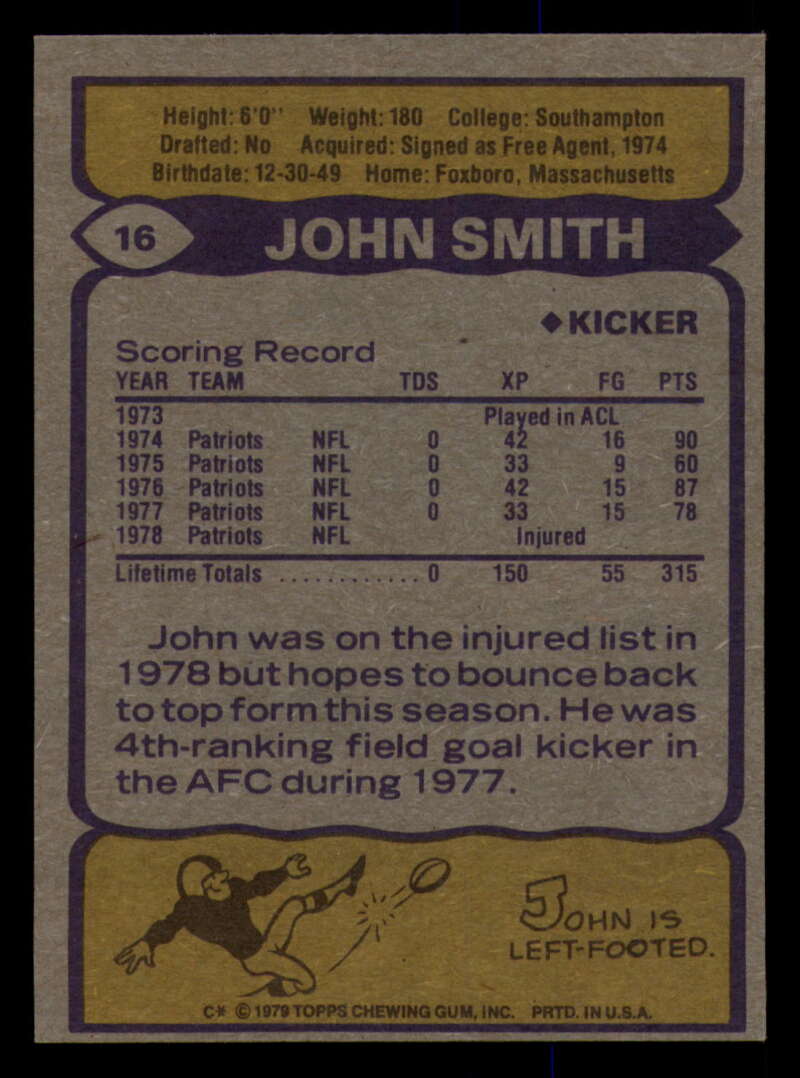 Height: 6'0" Weight: 180 College: Southampton
Drafted: No Acquired: Signed as Free Agent, 1974
Birthdate: 12-30-49 Home: Foxboro, Massachusetts
16 JOHN SMITH
◆KICKER
Scoring Record
YEAR TEAM TDS XP FG PTS
1973 Played in ACL
1974 Patriots NFL 0 42 16 90
1975 Patriots NFL 0 33 9 60
1976 Patriots NFL 0 42 15 87
1977 Patriots NFL 0 33 15 78
1978 Patriots NFL Injured
Lifetime Totals ............. 0 150 55 315
John was on the injured list in
1978 but hopes to bounce back
to top form this season. He was
4th-ranking field goal kicker in
the AFC during 1977.
JOHN IS
LEFT-FOOTED.
C* © 1979 TOPPS CHEWING GUM, INC. PRTD. IN U.S.A.